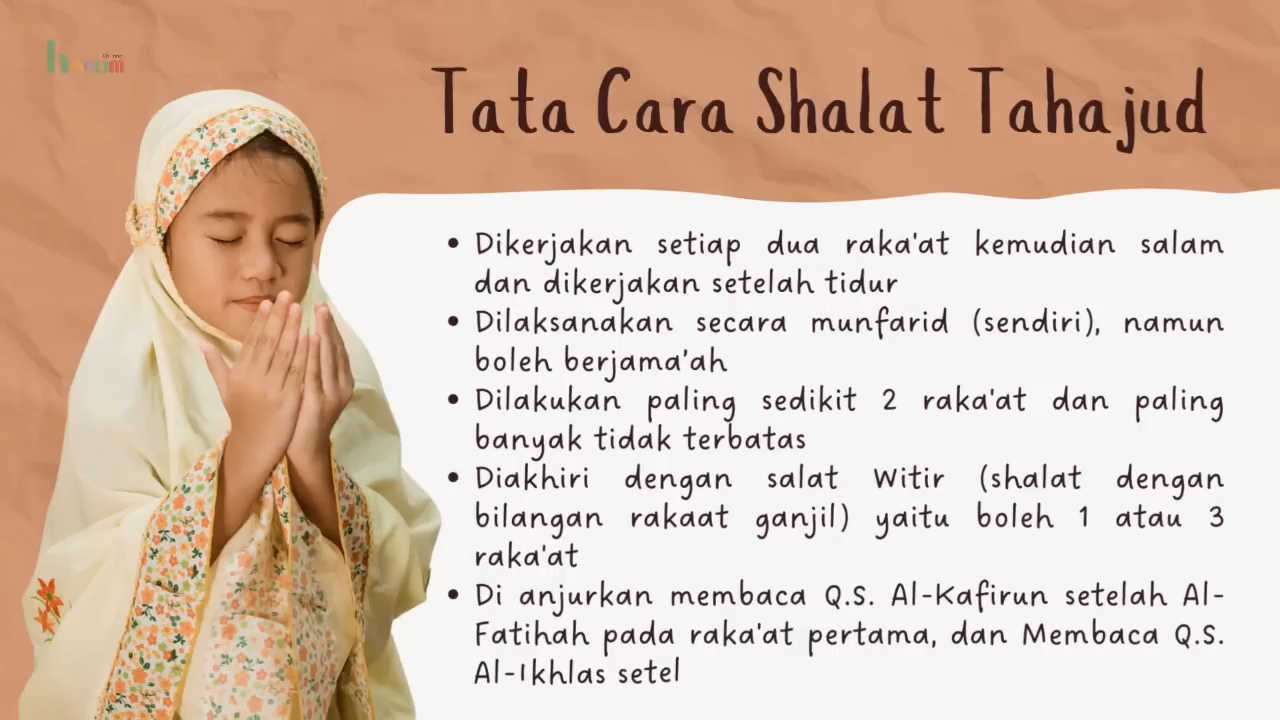 Tata Cara Shalat Tahajud
Dikerjakan setiap dua raka'at kemudian salam
dan dikerjakan setelah tidur
Dilaksanakan secara munfarid (sendiri), namun
boleh berjama'ah
Dilakukan paling sedikit 2 raka'at dan paling
banyak tidak terbatas
Diakhiri dengan salat Witir (shalat dengan
bilangan rakaat ganjil) yaitu boleh 1 atau 3
raka'at
Di anjurkan membaca Q.S. Al-Kafirun setelah Al-
Fatihah pada raka'at pertama, dan Membaca Q.S.
Al-Ikhlas setel